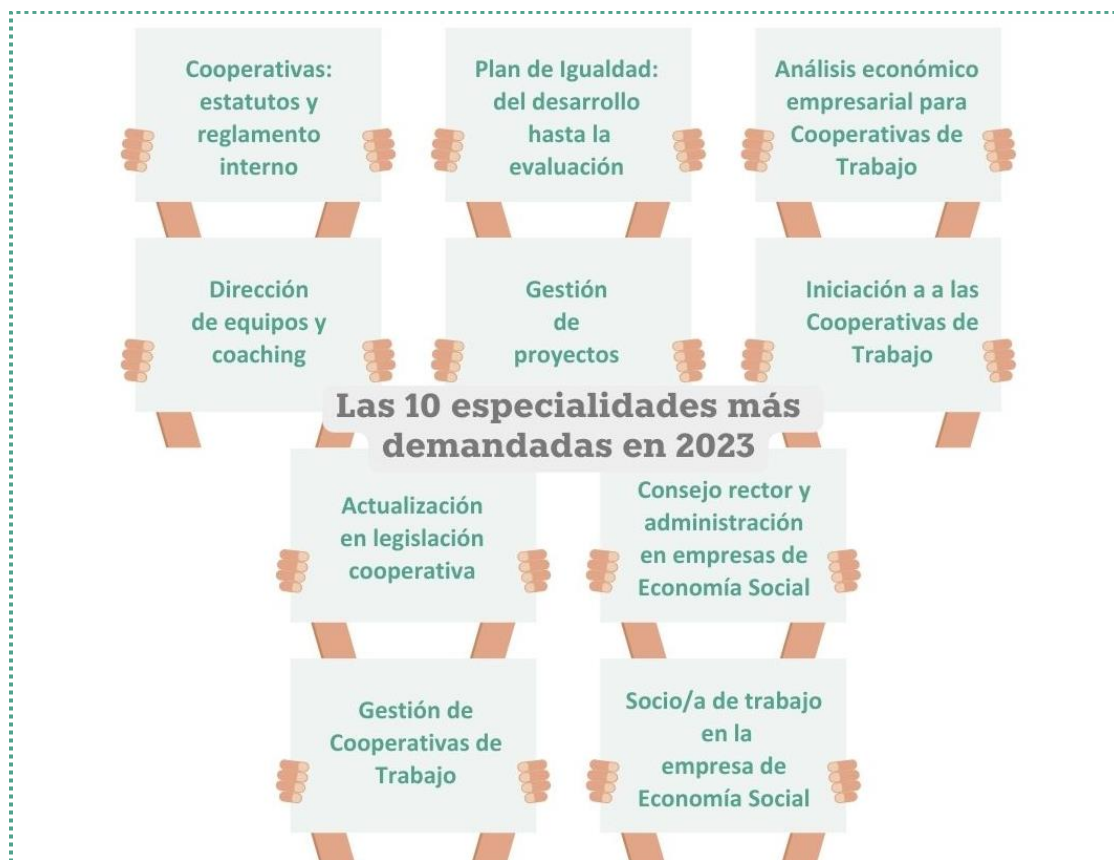 Cooperativas:
estatutos y
reglamento
interno
Plan de Igualdad:
del desarrollo
hasta la
evaluación
Análisis económico
empresarial para
Cooperativas de
Trabajo
Dirección
de equipos y
coaching
Gestión
de
proyectos
Iniciación a a las
Cooperativas de
Trabajo
Las 10 especialidades más
demandadas en 2023
Actualización
en legislación
cooperativa
Consejo rector y
administración
en empresas de
Economía Social
Gestión de
Cooperativas de
Trabajo
Socio/a de trabajo
en la
empresa de
Economía Social